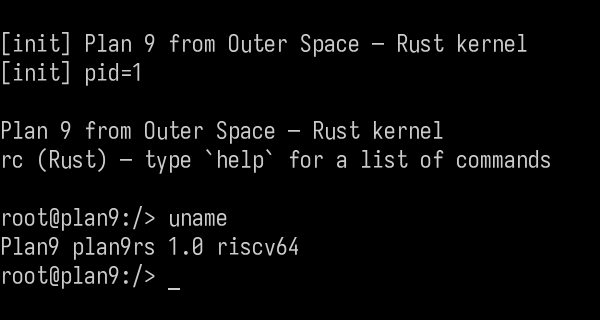 [init] Plan 9 from Outer Space — Rust kernel
[init] pid=1
Plan 9 from Outer Space — Rust kernel
rc (Rust) — type `help` for a list of commands
root@plan9:/> uname
Plan9 plan9rs 1.0 riscv64
root@plan9:/> _